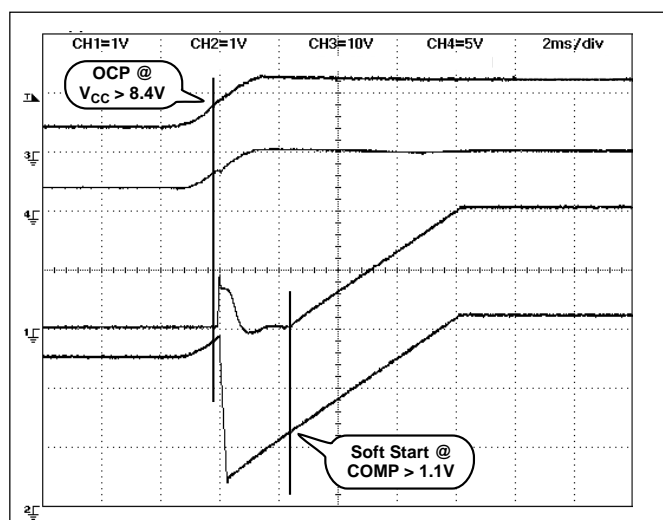 CH1=1V CH2=1V CH3=10V CH4=5V 2ms/div
OCP @
VCC > 8.4V
T
3
4
1
Soft Start @
COMP > 1.1V
2